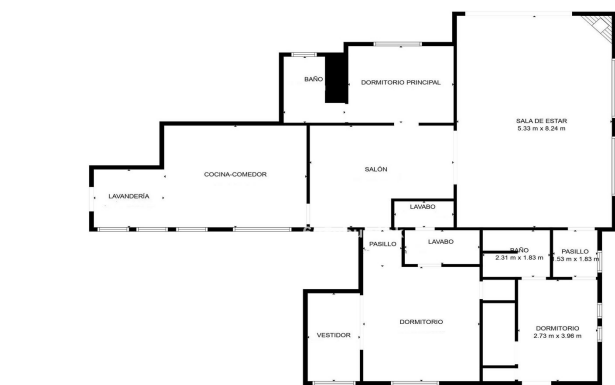 BAÑO
DORMITORIO PRINCIPAL
SALA DE ESTAR
5.33 m x 8.24 m
COCINA-COMEDOR
SALÓN
LAVANDERÍA
LAVABO
PASILLO
LAVABO
BAÑO
2.31 m x 1.83 m
PASILLO
1.53 m x 1.83 m
VESTIDOR
DORMITORIO
DORMITORIO
2.73 m x 3.96 m